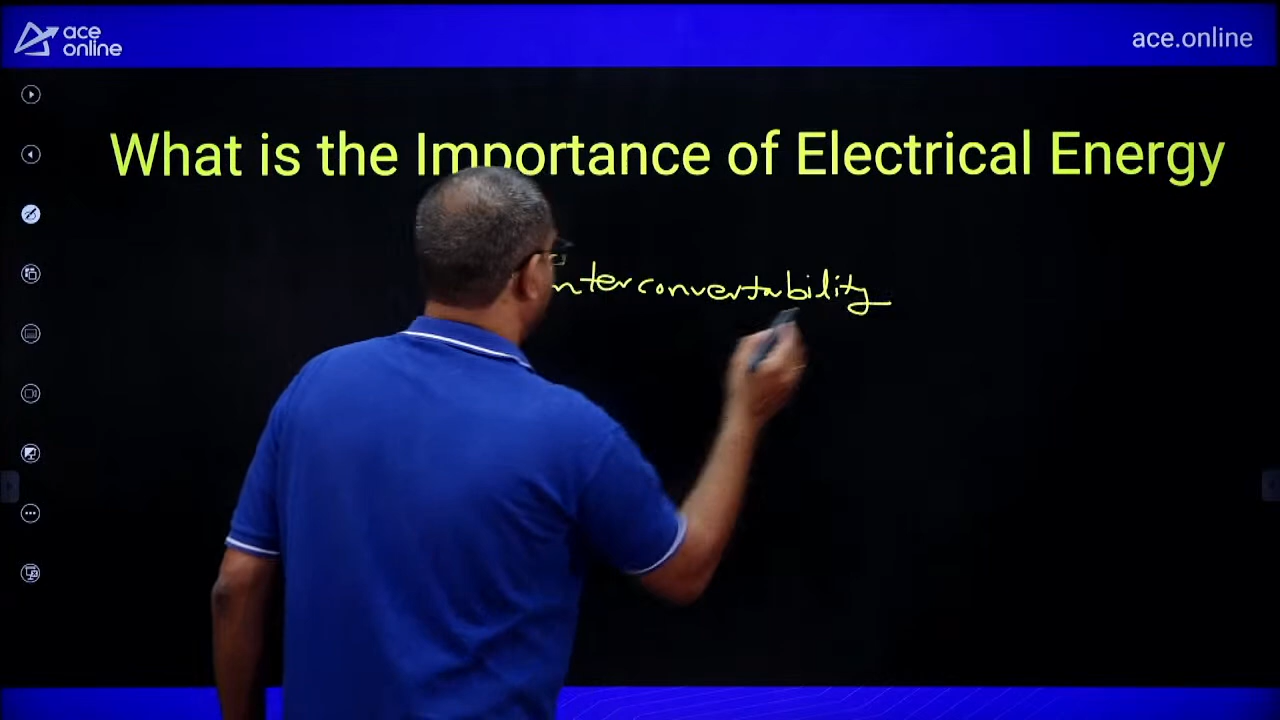 ace
online
ace.online
What is the Importance of Electrical Energy
nterconvertability